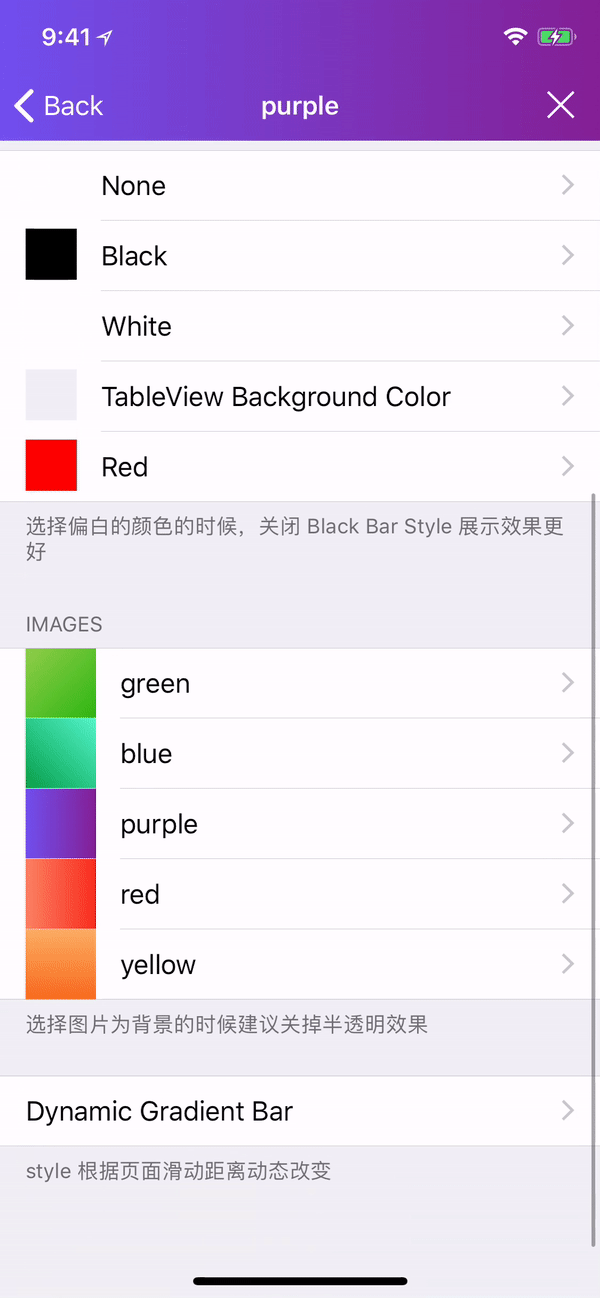 9:41
Back
purple
None
Black
White
TableView Background Color
Red
选择偏白的颜色的时候，关闭 Black Bar Style 展示效果更
好
IMAGES
green
blue
purple
red
yellow
选择图片为背景的时候建议关掉半透明效果
Dynamic Gradient Bar
style 根据页面滑动距离动态改变